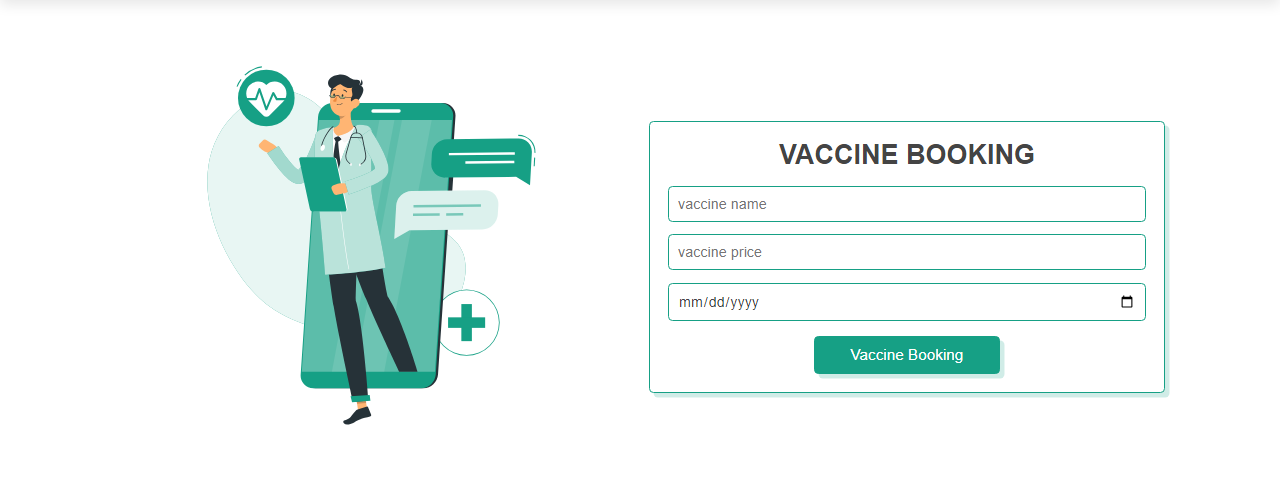 VACCINE BOOKING
vaccine name
vaccine price
mm/dd/yyyy
Vaccine Booking